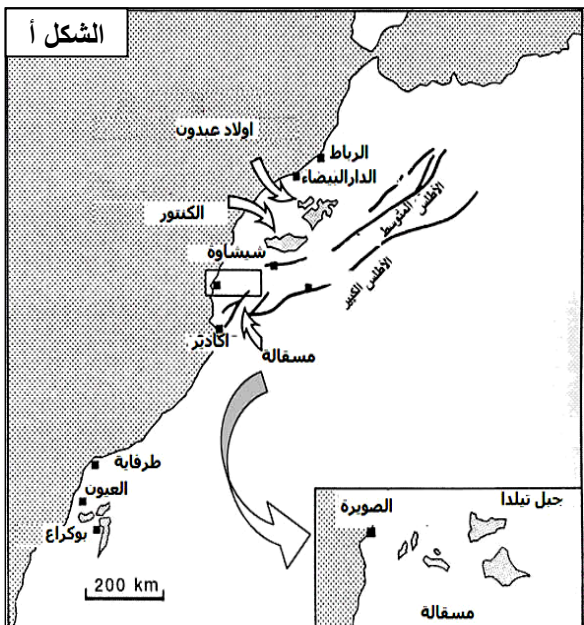 الشكل أ
اولاد عبدون
الرباط
الدارالبيضاء
الكنتور
الأطلس المتوسط
شيشاوة
الأطلس الكبير
اكادير
مسقالة
طرفاية
العيون
بوكراع
200 km
جبل تيلدا
الصويرة
مسقالة